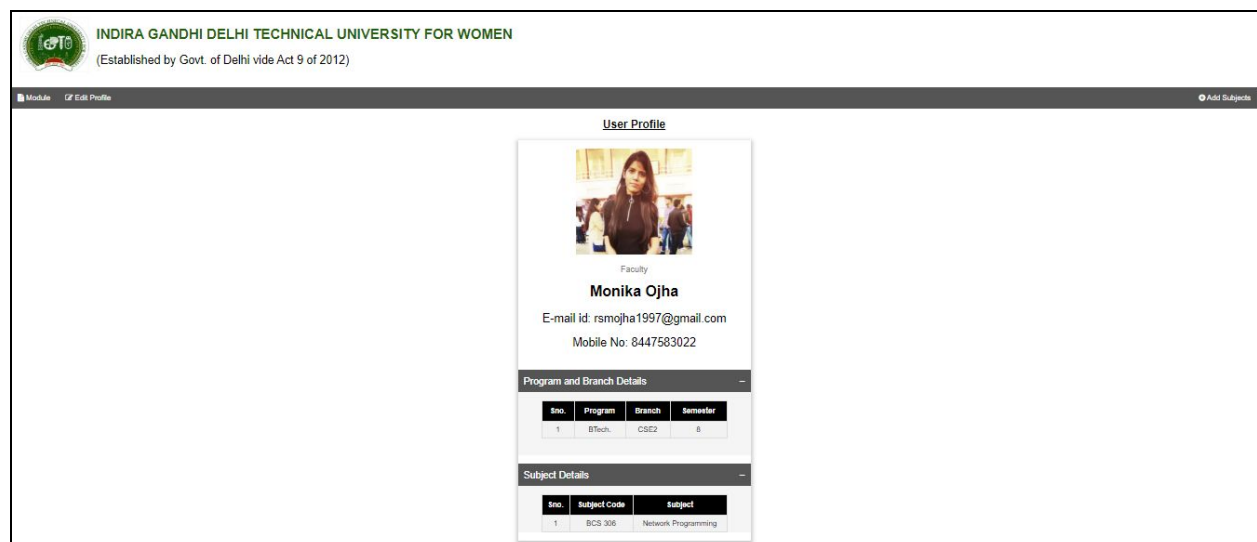 INDIRA GANDHI DELHI TECHNICAL UNIVERSITY FOR WOMEN
(Established by Govt. of Delhi vide Act 9 of 2012)
Module Edit Profile Add Subjects
User Profile
Faculty
Monika Ojha
E-mail id: rsmojha1997@gmail.com
Mobile No: 8447583022
Program and Branch Details −
Sno. Program Branch Semester
1 BTech. CSE2 8
Subject Details −
Sno. Subject Code Subject
1 BCS 306 Network Programming